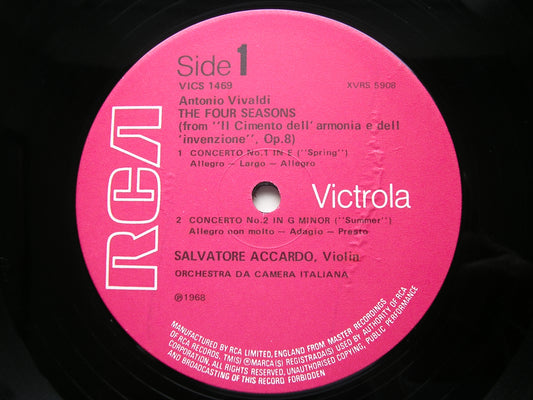 Side 1
VICS 1469
XVRS 5908
Antonio Vivaldi
THE FOUR SEASONS
(from "Il Cimento dell' armonia e dell
'invenzione", Op.8)
1 CONCERTO No.1 IN E ("Spring")
Allegro – Largo – Allegro
RCA
Victrola
2 CONCERTO No.2 IN G MINOR ("Summer")
Allegro non molto – Adagio – Presto
SALVATORE ACCARDO, Violin
ORCHESTRA DA CAMERA ITALIANA
℗1968
MANUFACTURED BY RCA LIMITED, ENGLAND FROM MASTER RECORDINGS
OF RCA RECORDS. TM(S) ® MARCA(S) REGISTRADA(S) USED BY AUTHORITY OF RCA
CORPORATION. ALL RIGHTS RESERVED. UNAUTHORISED COPYING, PUBLIC PERFORMANCE
AND BROADCASTING OF THIS RECORD FORBIDDEN